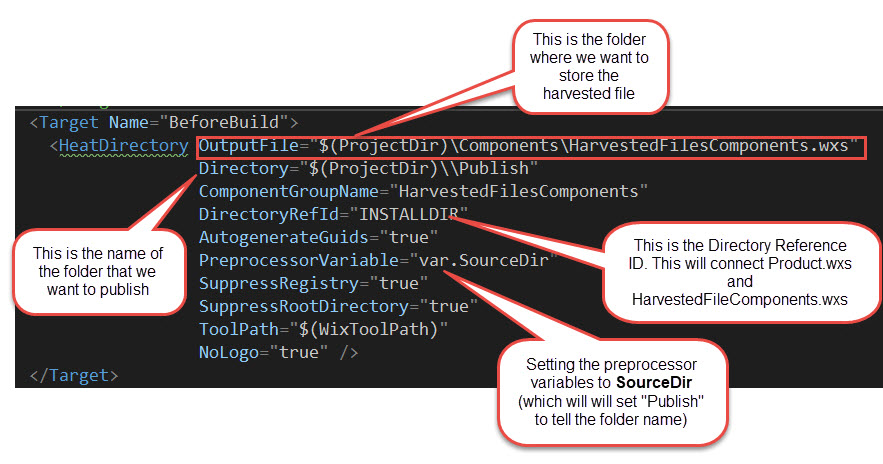 This is the folder
where we want to
store the
harvested file
<Target Name="BeforeBuild">
<HeatDirectory OutputFile="$(ProjectDir)\Components\HarvestedFilesComponents.wxs"
Directory="$(ProjectDir)\\Publish"
ComponentGroupName="HarvestedFilesComponents"
DirectoryRefId="INSTALLDIR"
AutogenerateGuids="true"
PreprocessorVariable="var.SourceDir"
SuppressRegistry="true"
SuppressRootDirectory="true"
ToolPath="$(WixToolPath)"
NoLogo="true" />
</Target>
This is the name of
the folder that we
want to publish
This is the Directory Reference
ID. This will connect Product.wxs
and
HarvestedFileComponents.wxs
Setting the preprocessor
variables to SourceDir
(which will will set "Publish"
to tell the folder name)